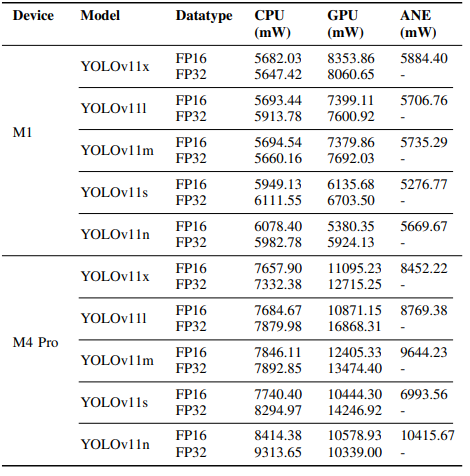 Device Model Datatype CPU (mW) GPU (mW) ANE (mW)
M1
YOLOv11x FP16 5682.03 8353.86 5884.40
FP32 5647.42 8060.65 -
YOLOv11l FP16 5693.44 7399.11 5706.76
FP32 5913.78 7600.92 -
YOLOv11m FP16 5694.54 7379.86 5735.29
FP32 5660.16 7692.03 -
YOLOv11s FP16 5949.13 6135.68 5276.77
FP32 6111.55 6703.50 -
YOLOv11n FP16 6078.40 5380.35 5669.67
FP32 5982.78 5924.13 -
M4 Pro
YOLOv11x FP16 7657.90 11095.23 8452.22
FP32 7332.38 12715.25 -
YOLOv11l FP16 7684.67 10871.15 8769.38
FP32 7879.98 16868.31 -
YOLOv11m FP16 7846.11 12405.33 9644.23
FP32 7892.85 13474.40 -
YOLOv11s FP16 7740.40 10444.30 6993.56
FP32 8294.97 14246.92 -
YOLOv11n FP16 8414.38 10578.93 10415.67
FP32 9313.65 10339.00 -